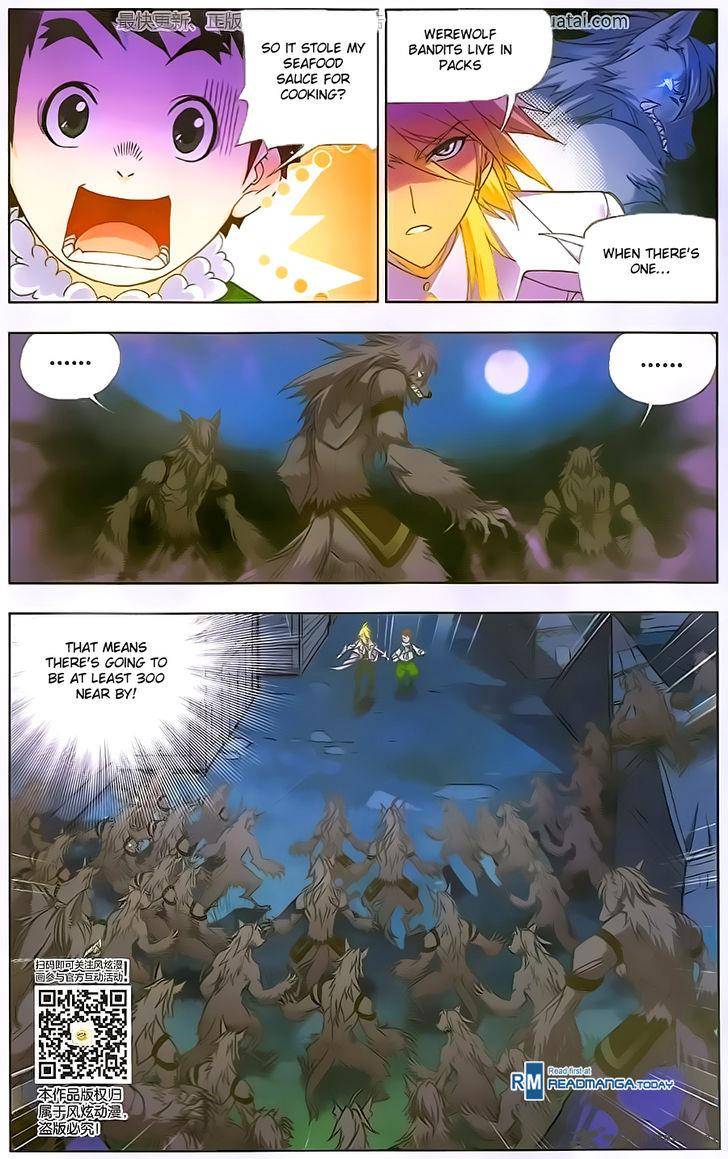 最快更新、正版
uatai.com
SO IT STOLE MY
SEAFOOD
SAUCE FOR
COOKING?
WEREWOLF
BANDITS LIVE IN
PACKS
WHEN THERE'S
ONE...
......
......
THAT MEANS
THERE'S GOING TO
BE AT LEAST 300
NEAR BY!
扫码即可关注风炫漫
画参与官方互动活动!
本作品版权归
属于风炫动漫,
盗版必究!
RM
Read first at
READMANGA.TODAY